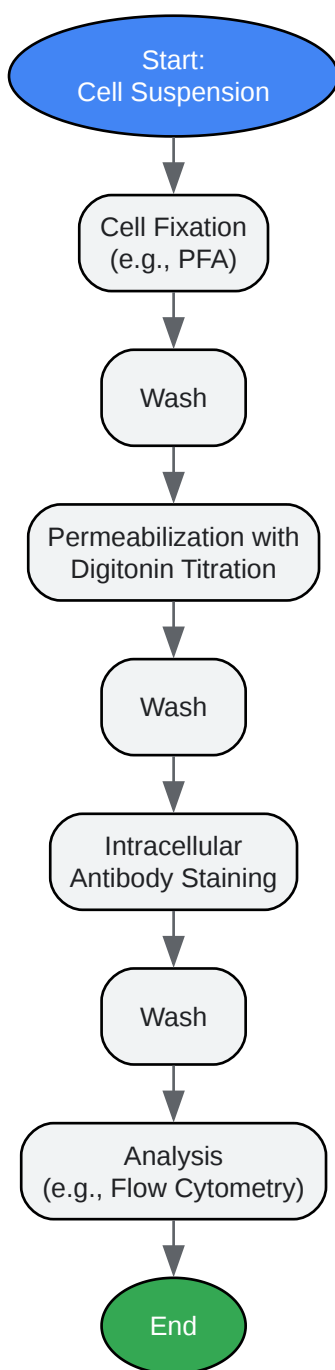 Start:
Cell Suspension
Cell Fixation
(e.g., PFA)
Wash
Permeabilization with
Digitonin Titration
Wash
Intracellular
Antibody Staining
Wash
Analysis
(e.g., Flow Cytometry)
End